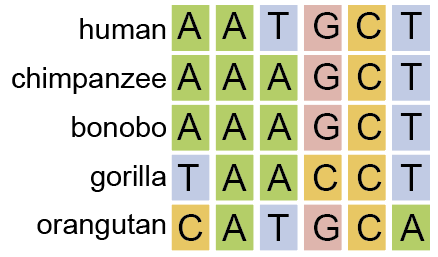 human A A T G C T
chimpanzee A A A G C T
bonobo A A A G C T
gorilla T A A C C T
orangutan C A T G C A